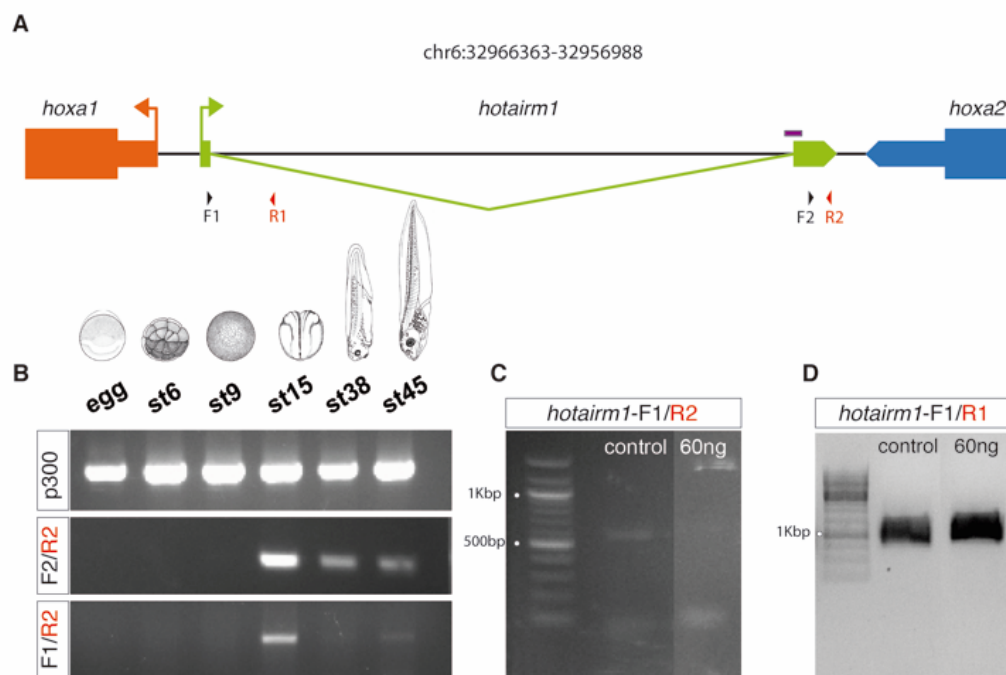 A
chr6:32966363-32956988
hoxa1
hotairm1
hoxa2
F1
R1
F2
R2
B
egg
st6
st9
st15
st38
st45
p300
F2/R2
F1/R2
C
hotairm1-F1/R2
control
60ng
1Kbp
500bp
D
hotairm1-F1/R1
control
60ng
1Kbp